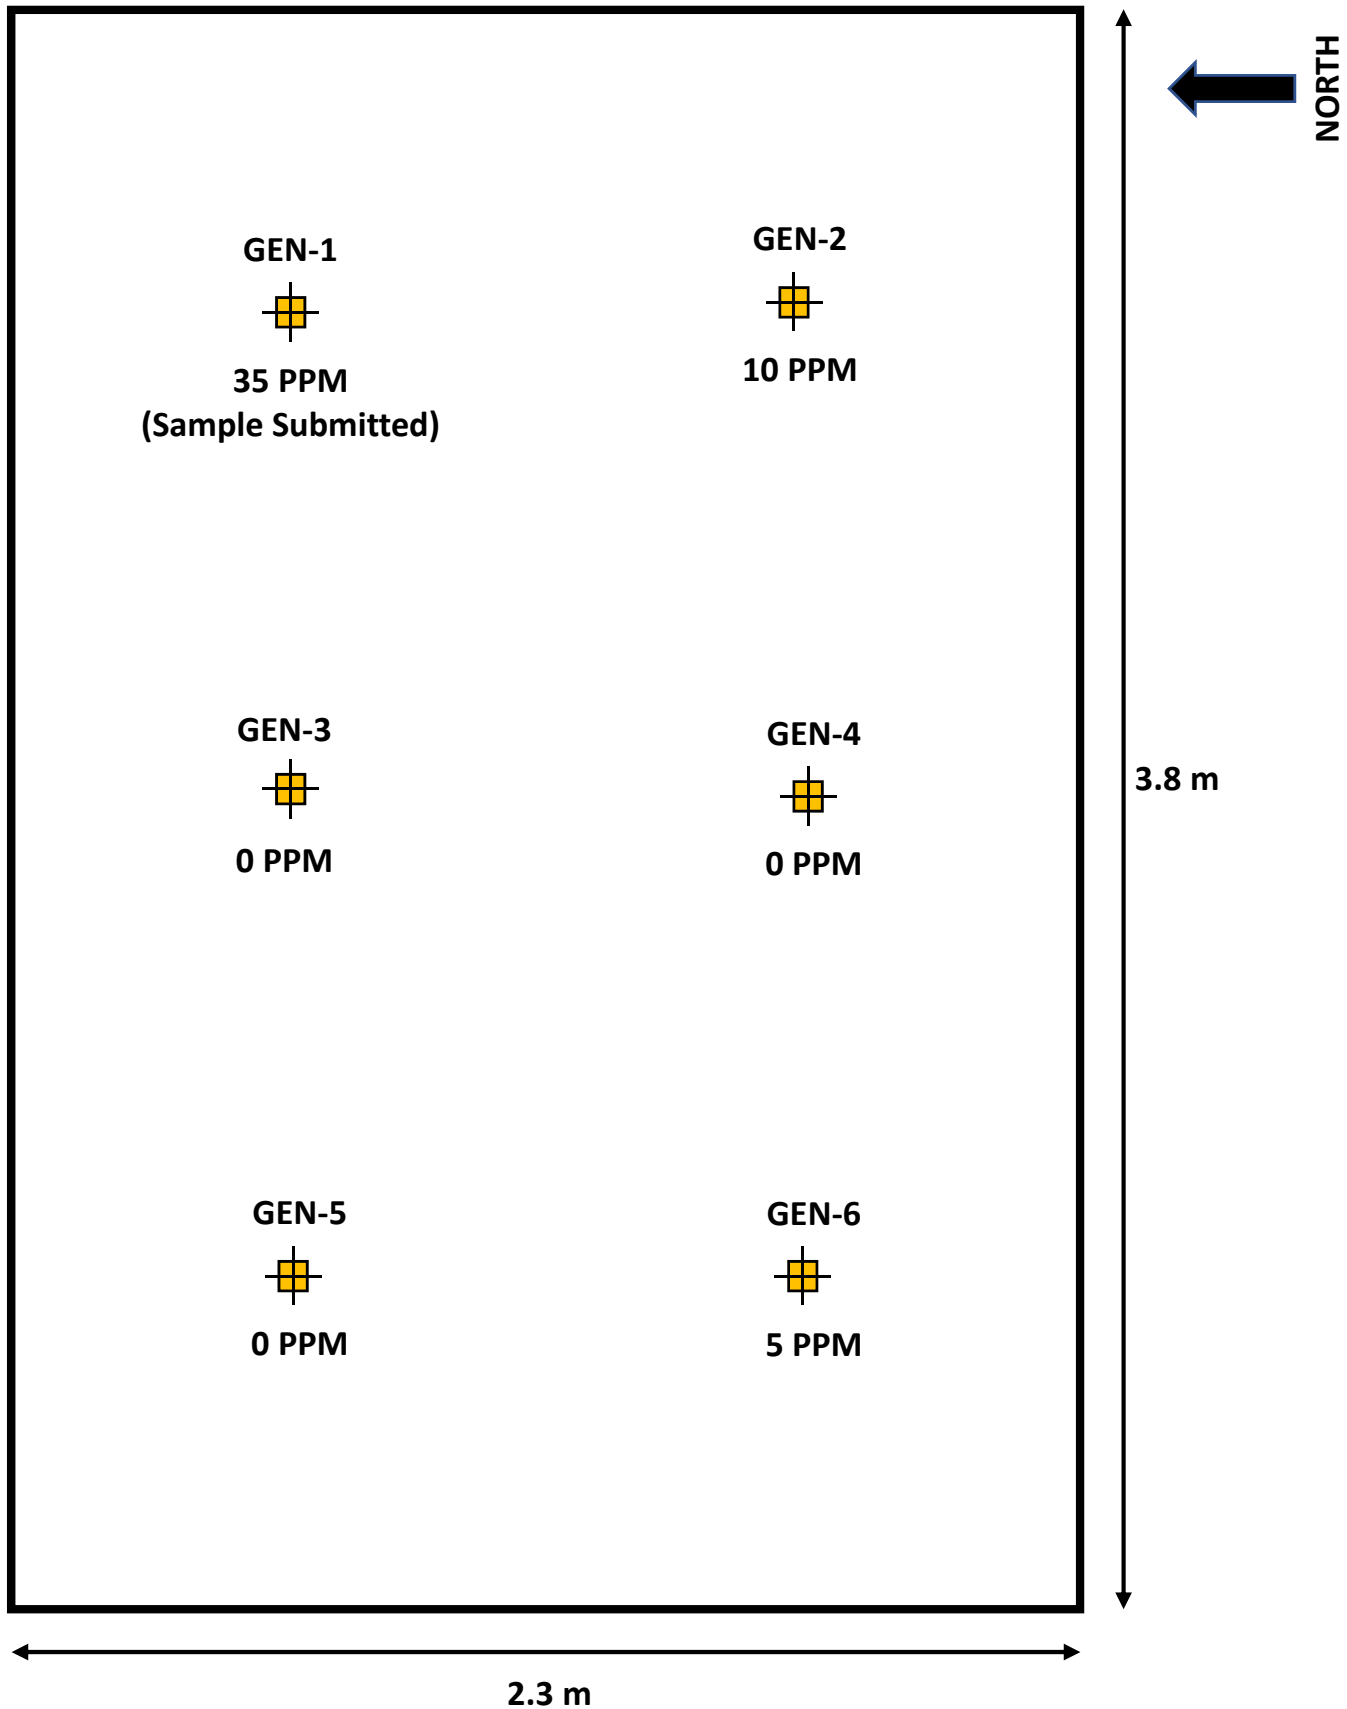 NORTH
GEN-1
35 PPM
(Sample Submitted)
GEN-2
10 PPM
GEN-3
0 PPM
GEN-4
0 PPM
3.8 m
GEN-5
0 PPM
GEN-6
5 PPM
2.3 m